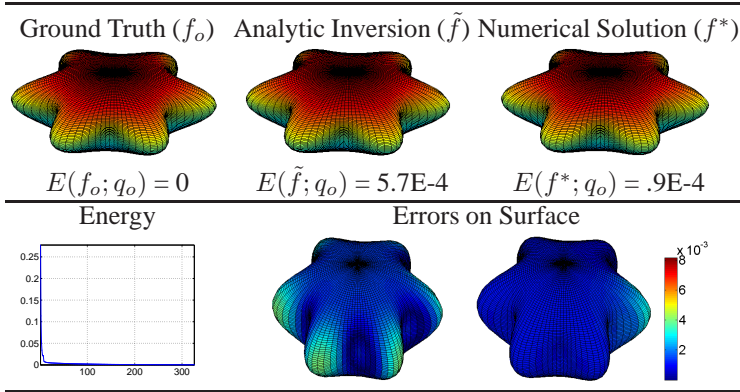 Ground Truth (f_o) Analytic Inversion (f̃) Numerical Solution (f*)
E(f_o; q_o) = 0 E(f̃; q_o) = 5.7E-4 E(f*; q_o) = .9E-4
Energy Errors on Surface
0.25
0.2
0.15
0.1
0.05
0
100 200 300
x 10⁻³
8
6
4
2